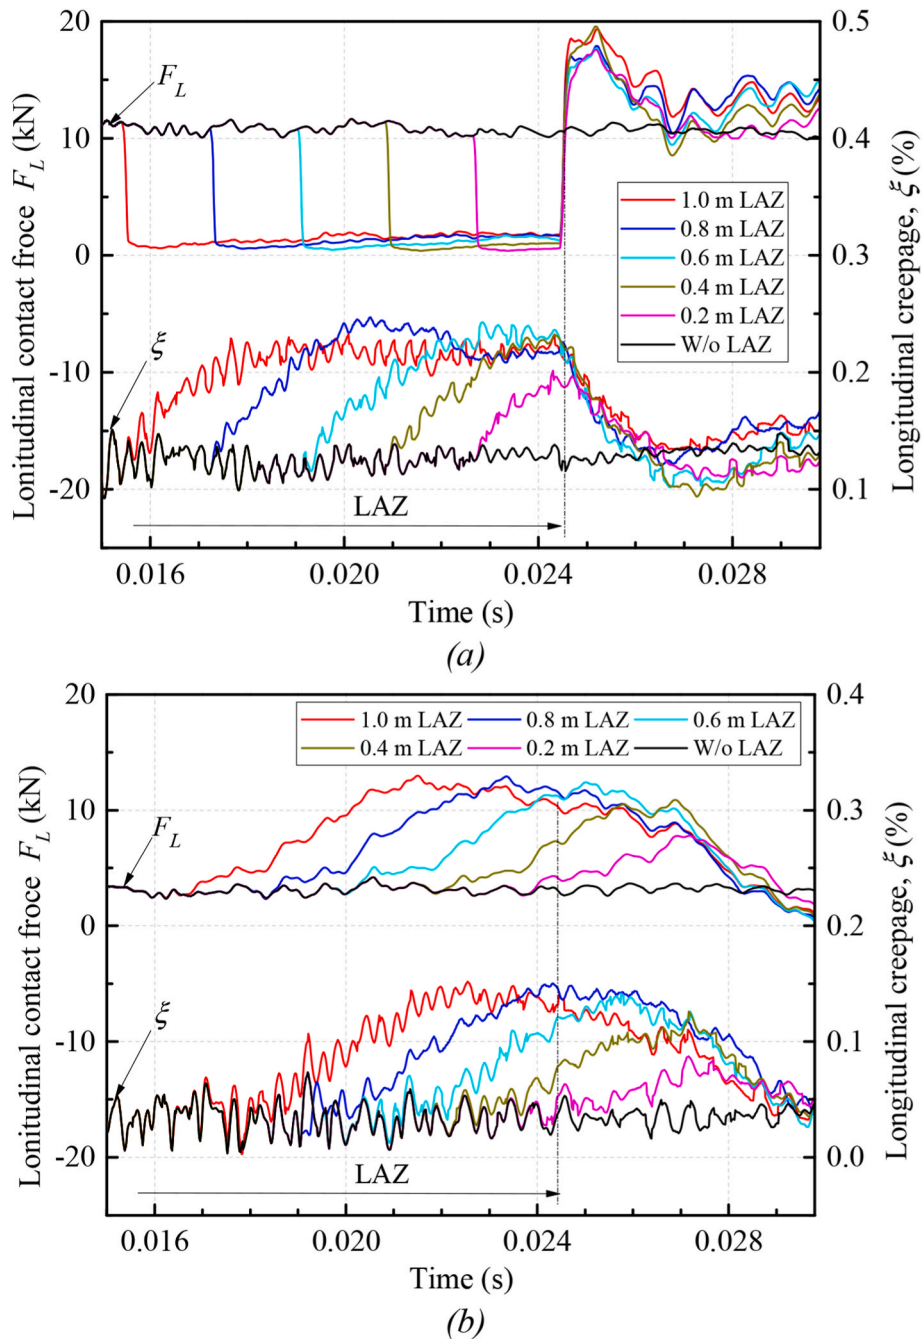 20
10
0
-10
-20
Lonitudinal contact froce F_L (kN)
F_L
ξ
LAZ
1.0 m LAZ
0.8 m LAZ
0.6 m LAZ
0.4 m LAZ
0.2 m LAZ
W/o LAZ
0.5
0.4
0.3
0.2
0.1
Longitudinal creepage, ξ (%)
0.016 0.020 0.024 0.028
Time (s)
(a)
20
10
0
-10
-20
Lonitudinal contact froce F_L (kN)
1.0 m LAZ 0.8 m LAZ 0.6 m LAZ
0.4 m LAZ 0.2 m LAZ W/o LAZ
F_L
ξ
LAZ
0.4
0.3
0.2
0.1
0.0
Longitudinal creepage, ξ (%)
0.016 0.020 0.024 0.028
Time (s)
(b)